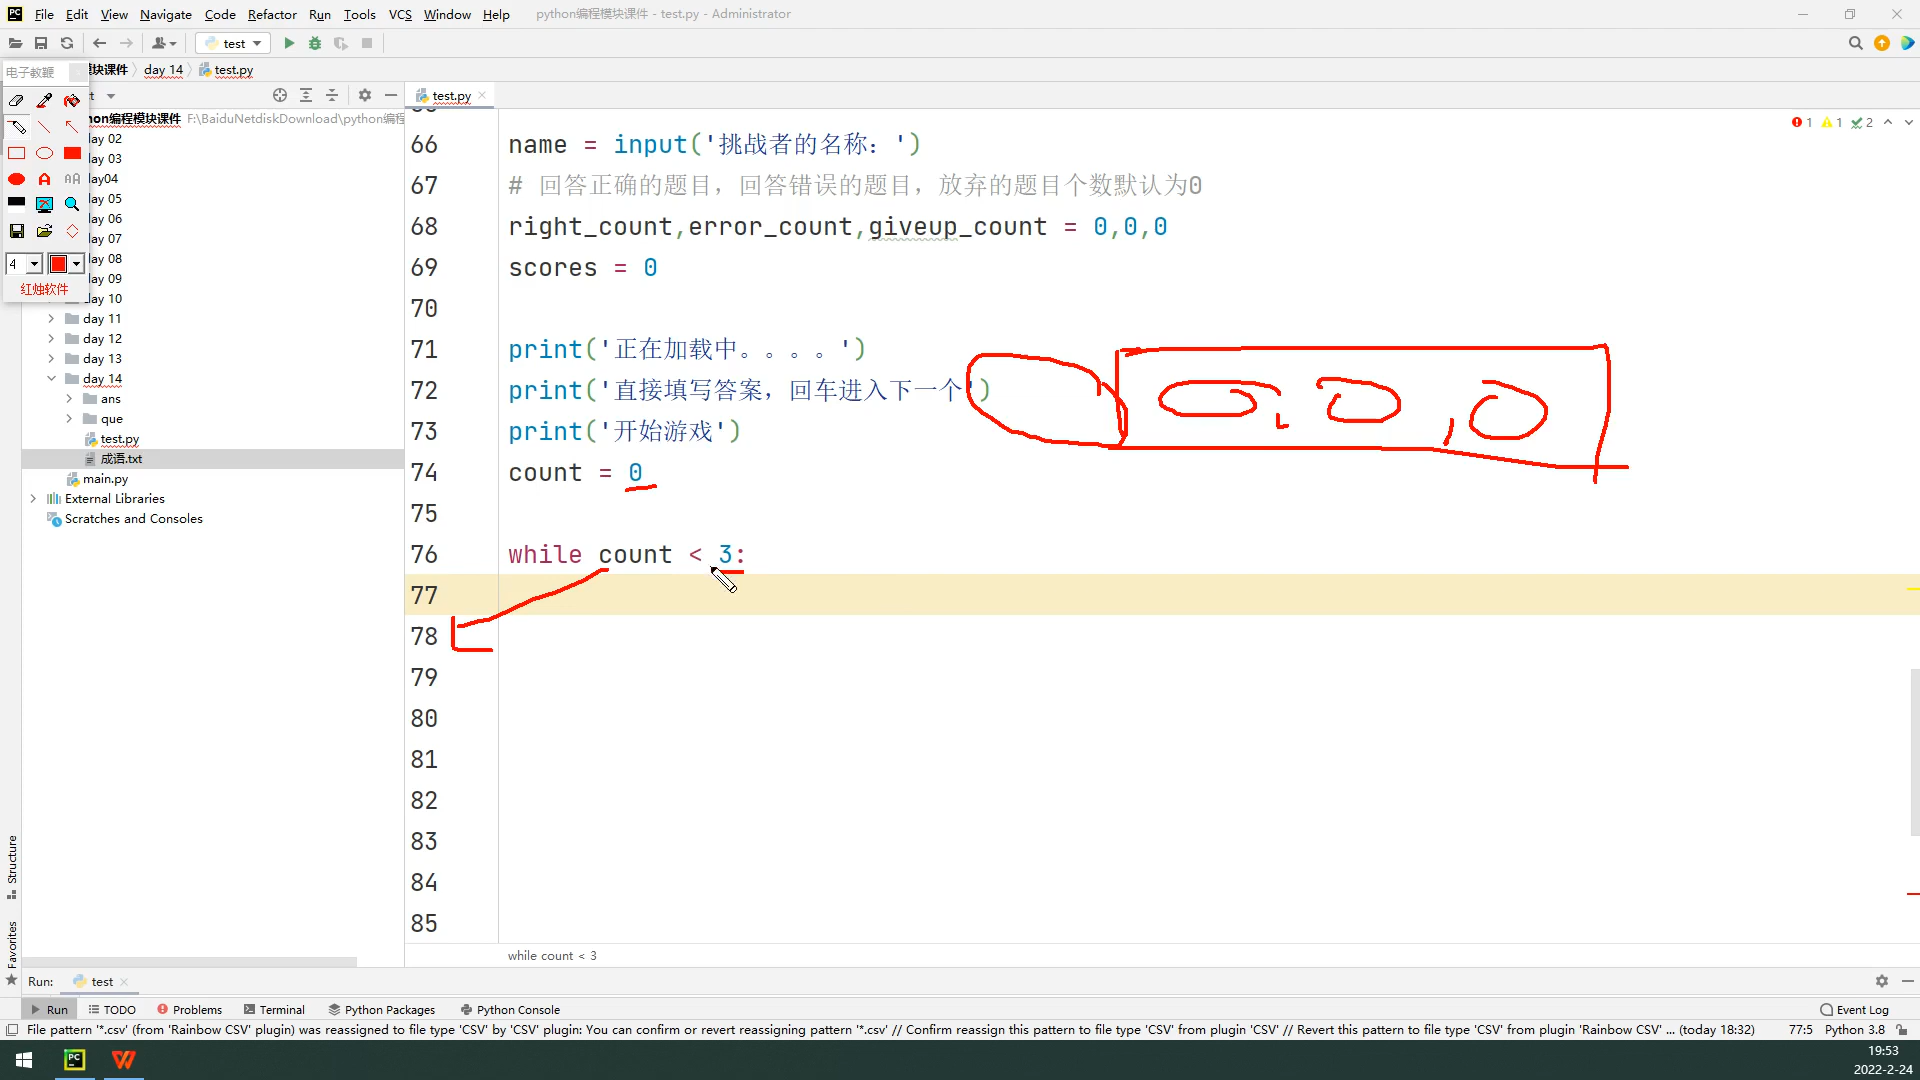 File Edit View Navigate Code Refactor Run Tools VCS Window Help python编程模块课件 - test.py - Administrator
test
块课件 day 14 test.py
电子教鞭
test.py
hon编程模块课件 F:\BaiduNetdiskDownload\python编程
lay 02
lay 03
lay04
lay 05
lay 06
lay 07
lay 08
lay 09
lay 10
day 11
day 12
day 13
day 14
ans
que
test.py
成语.txt
main.py
External Libraries
Scratches and Consoles
4
红烛软件
1 1 2
66 name = input('挑战者的名称：')
67 # 回答正确的题目，回答错误的题目，放弃的题目个数默认为0
68 right_count,error_count,giveup_count = 0,0,0
69 scores = 0
70
71 print('正在加载中。。。。')
72 print('直接填写答案，回车进入下一个')
73 print('开始游戏')
74 count = 0
75
76 while count < 3:
77
78
79
80
81
82
83
84
85
while count < 3
Structure
Favorites
Run: test
Run TODO Problems Terminal Python Packages Python Console Event Log
File pattern '*.csv' (from 'Rainbow CSV' plugin) was reassigned to file type 'CSV' by 'CSV' plugin: You can confirm or revert reassigning pattern '*.csv' // Confirm reassign this pattern to file type 'CSV' from plugin 'CSV' // Revert this pattern to file type 'CSV' from plugin 'Rainbow CSV' ... (today 18:32) 77:5 Python 3.8
19:53
2022-2-24